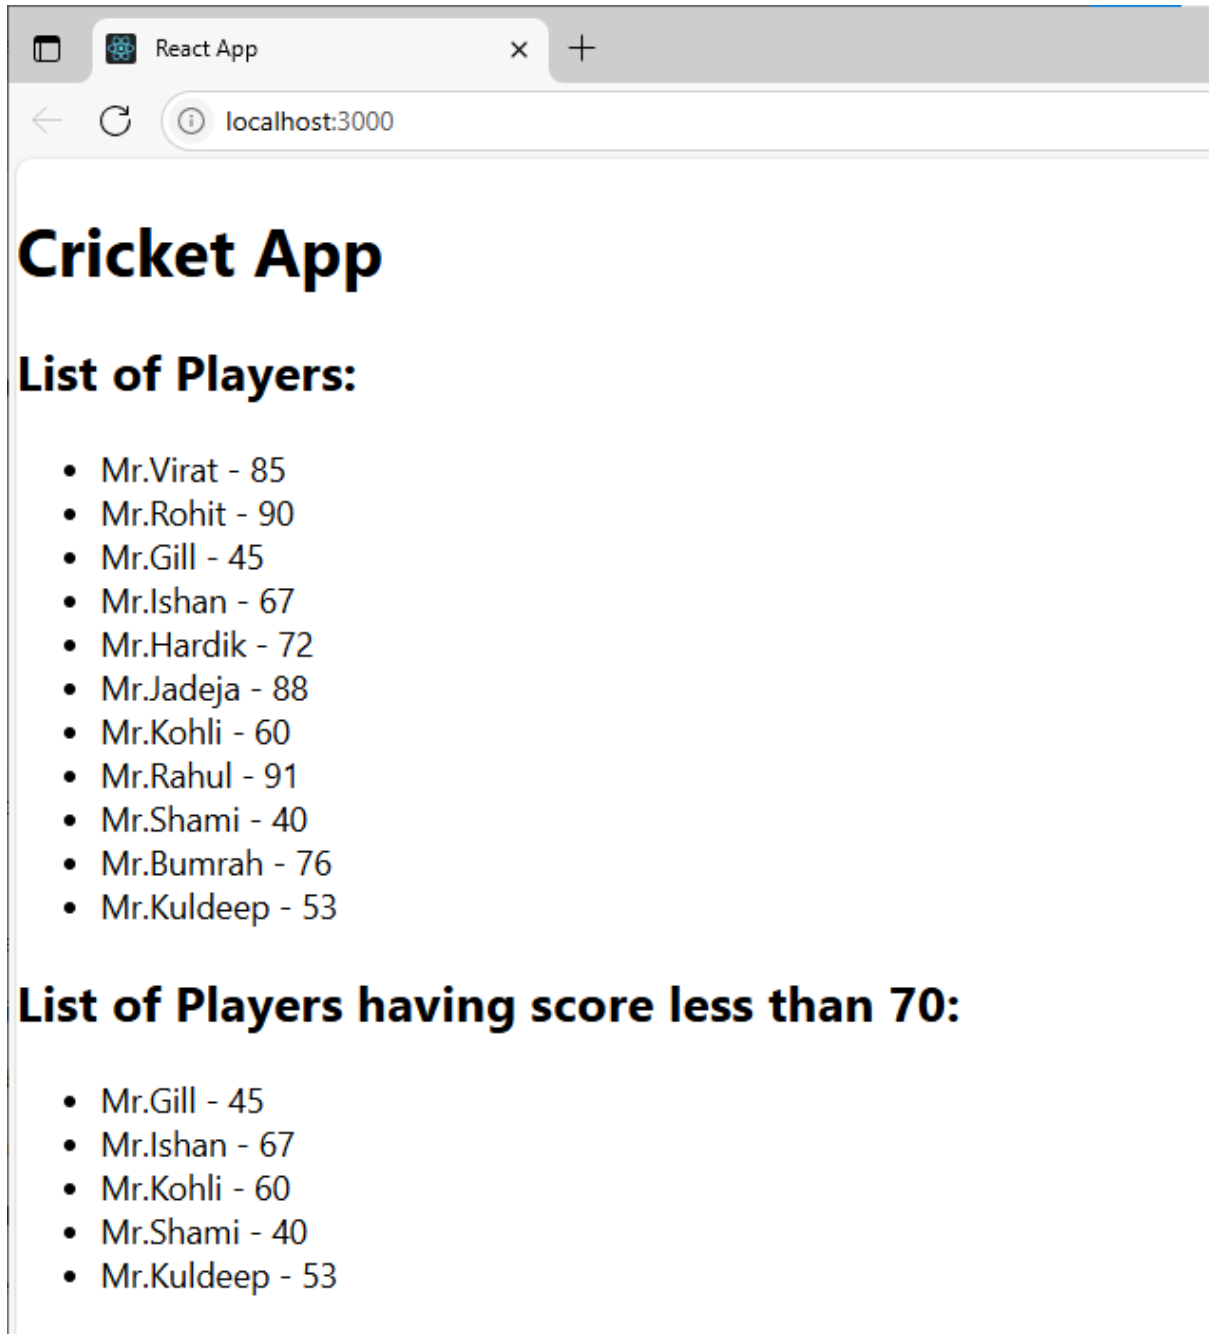 React App
localhost:3000
Cricket App
List of Players:
Mr.Virat - 85
Mr.Rohit - 90
Mr.Gill - 45
Mr.Ishan - 67
Mr.Hardik - 72
Mr.Jadeja - 88
Mr.Kohli - 60
Mr.Rahul - 91
Mr.Shami - 40
Mr.Bumrah - 76
Mr.Kuldeep - 53
List of Players having score less than 70:
Mr.Gill - 45
Mr.Ishan - 67
Mr.Kohli - 60
Mr.Shami - 40
Mr.Kuldeep - 53